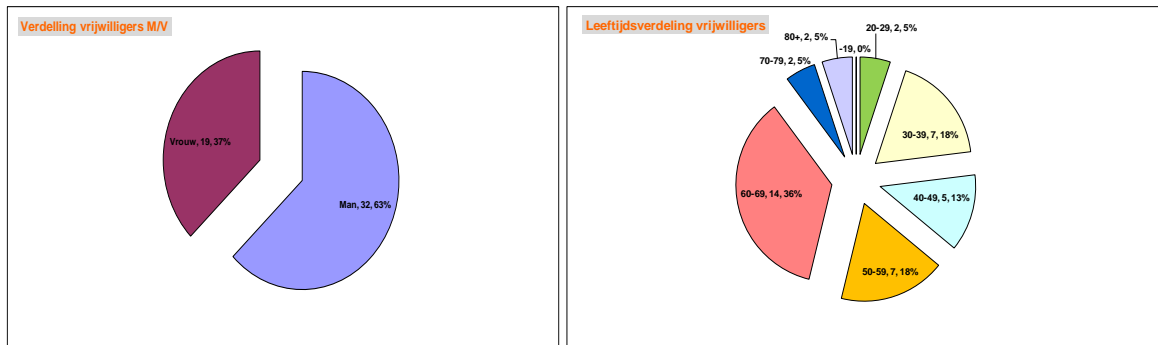 Verdelling vrijwilligers M/V
Vrouw, 19, 37%
Man, 32, 63%
Leeftijdsverdeling vrijwilligers
80+, 2, 5%
-19, 0%
20-29, 2, 5%
70-79, 2, 5%
30-39, 7, 18%
60-69, 14, 36%
40-49, 5, 13%
50-59, 7, 18%